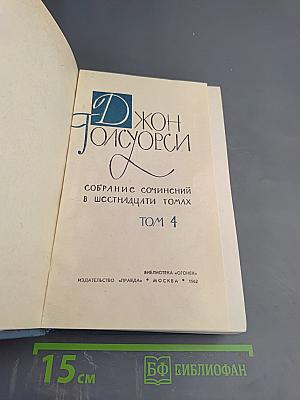 Джон
Голсуорси
СОБРАНИЕ СОЧИНЕНИЙ
В ШЕСТНАДЦАТИ ТОМАХ
ТОМ 4
БИБЛИОТЕКА «ОГОНЕК»
ИЗДАТЕЛЬСТВО «ПРАВДА» • МОСКВА • 1962
15 см
БФ БИБЛИОФАН